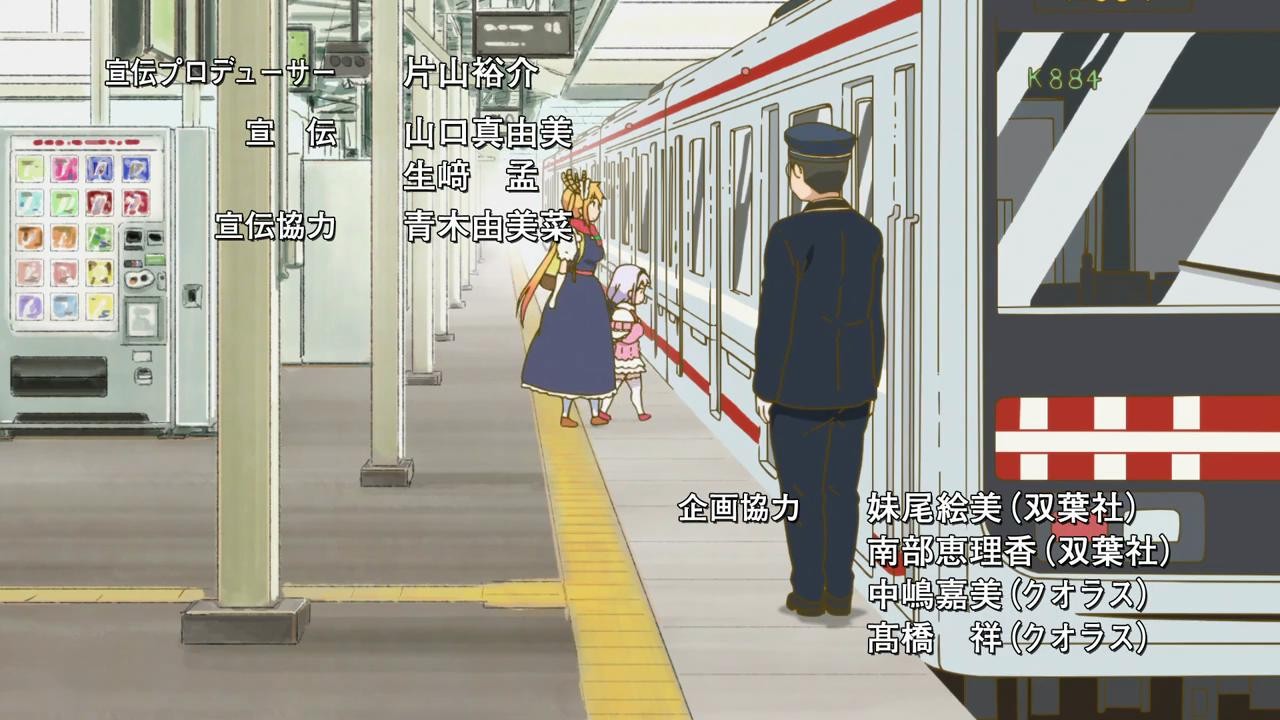 宣伝プロデューサー 片山裕介
宣 伝 山口真由美
生﨑 孟
宣伝協力 青木由美菜
K884
企画協力 妹尾絵美(双葉社)
南部恵理香(双葉社)
中嶋嘉美(クオラス)
髙橋 祥(クオラス)